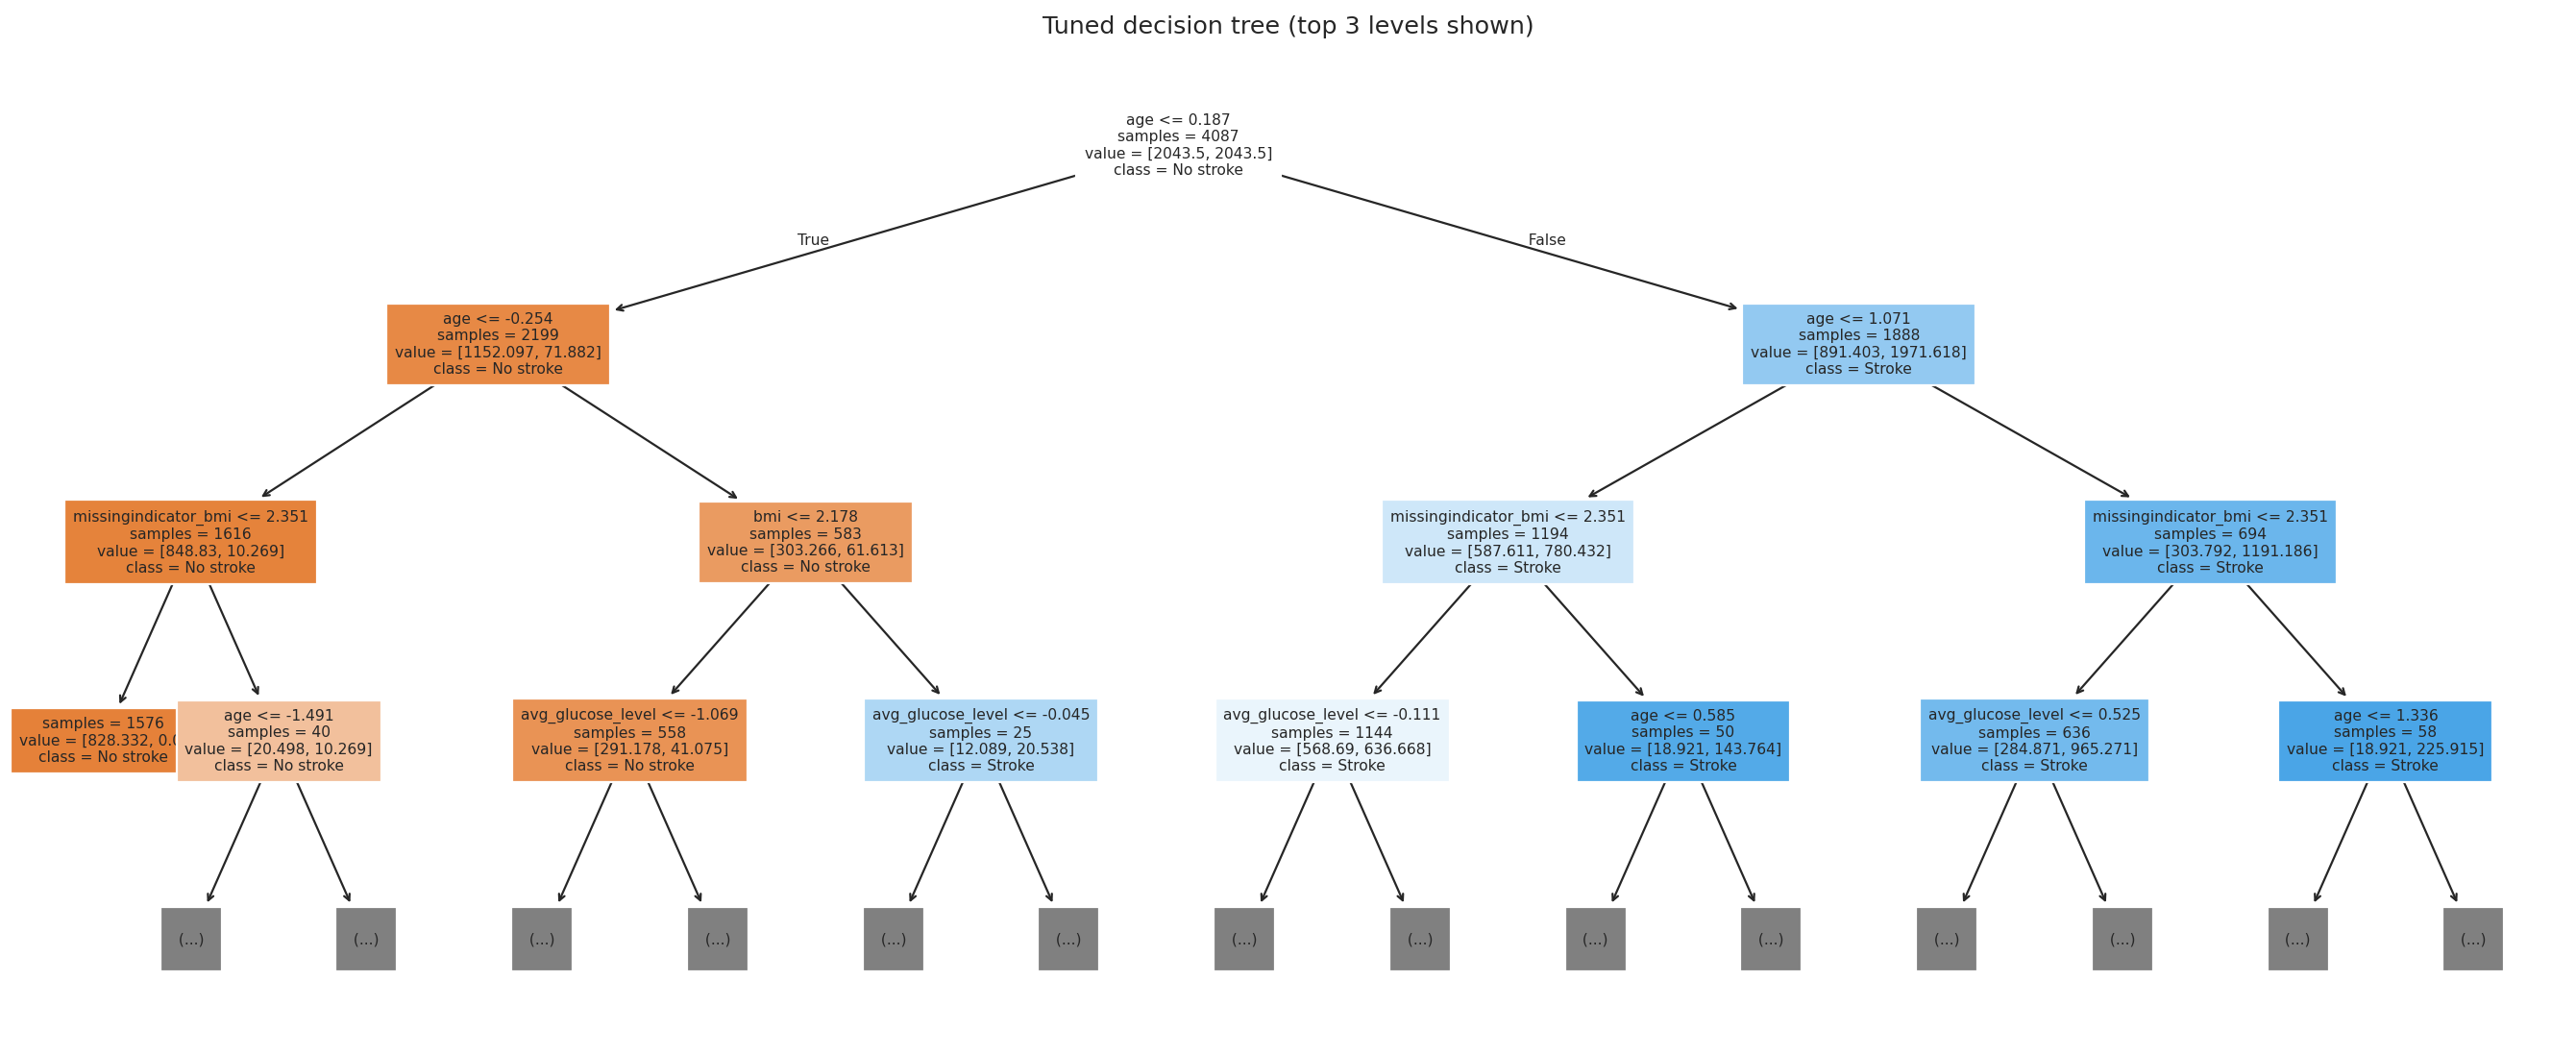 Tuned decision tree (top 3 levels shown)
age <= 0.187
samples = 4087
value = [2043.5, 2043.5]
class = No stroke
True
False
age <= -0.254
samples = 2199
value = [1152.097, 71.882]
class = No stroke
age <= 1.071
samples = 1888
value = [891.403, 1971.618]
class = Stroke
missingindicator_bmi <= 2.351
samples = 1616
value = [848.83, 10.269]
class = No stroke
bmi <= 2.178
samples = 583
value = [303.266, 61.613]
class = No stroke
missingindicator_bmi <= 2.351
samples = 1194
value = [587.611, 780.432]
class = Stroke
missingindicator_bmi <= 2.351
samples = 694
value = [303.792, 1191.186]
class = Stroke
samples = 1576
value = [828.332, 0.0
class = No stroke
age <= -1.491
samples = 40
value = [20.498, 10.269]
class = No stroke
avg_glucose_level <= -1.069
samples = 558
value = [291.178, 41.075]
class = No stroke
avg_glucose_level <= -0.045
samples = 25
value = [12.089, 20.538]
class = Stroke
avg_glucose_level <= -0.111
samples = 1144
value = [568.69, 636.668]
class = Stroke
age <= 0.585
samples = 50
value = [18.921, 143.764]
class = Stroke
avg_glucose_level <= 0.525
samples = 636
value = [284.871, 965.271]
class = Stroke
age <= 1.336
samples = 58
value = [18.921, 225.915]
class = Stroke
(...)
(...)
(...)
(...)
(...)
(...)
(...)
(...)
(...)
(...)
(...)
(...)
(...)
(...)